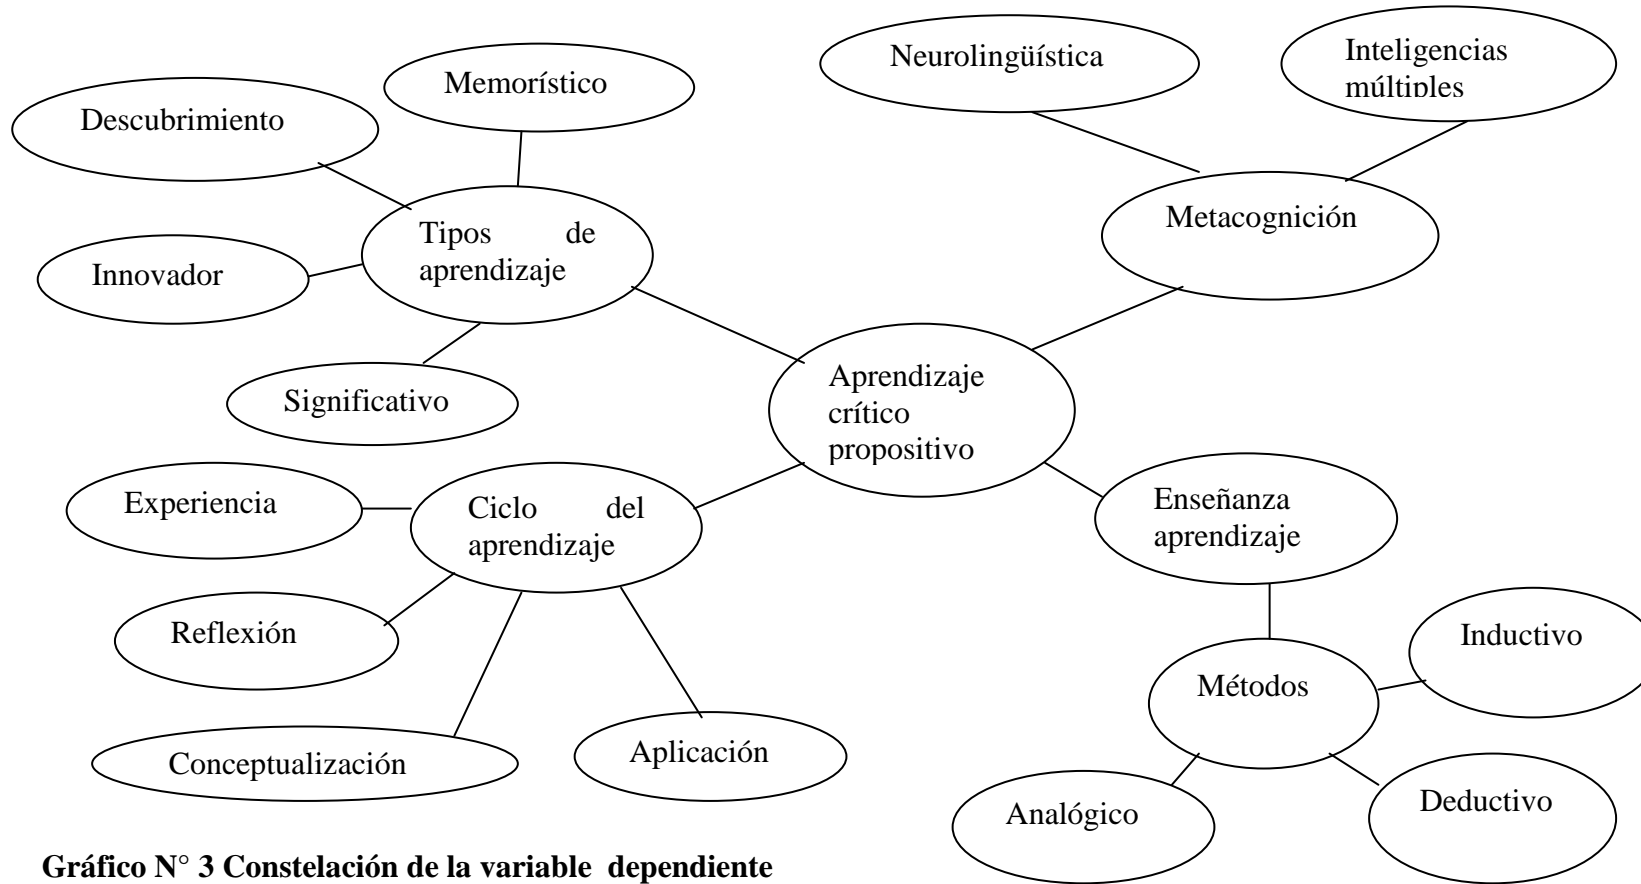 Neurolingüística
Inteligencias
múltiples
Memorístico
Descubrimiento
Metacognición
Tipos de
aprendizaje
Innovador
Significativo
Aprendizaje
crítico
propositivo
Experiencia
Ciclo del
aprendizaje
Enseñanza
aprendizaje
Reflexión
Inductivo
Métodos
Conceptualización
Aplicación
Analógico
Deductivo
Gráfico N° 3 Constelación de la variable dependiente